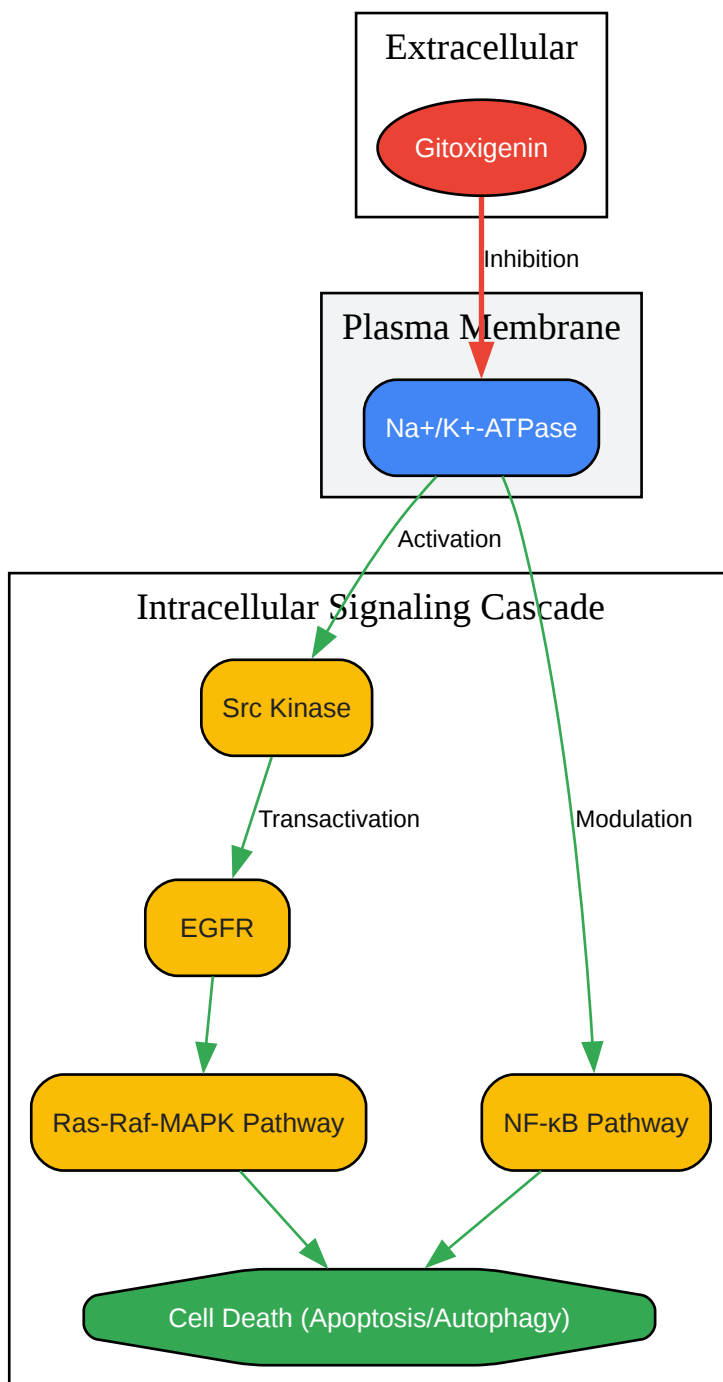 Extracellular
Gitoxigenin
Inhibition
Plasma Membrane
Na+/K+-ATPase
Activation
Intracellular Signaling Cascade
Src Kinase
Transactivation
Modulation
EGFR
Ras-Raf-MAPK Pathway
NF-κB Pathway
Cell Death (Apoptosis/Autophagy)